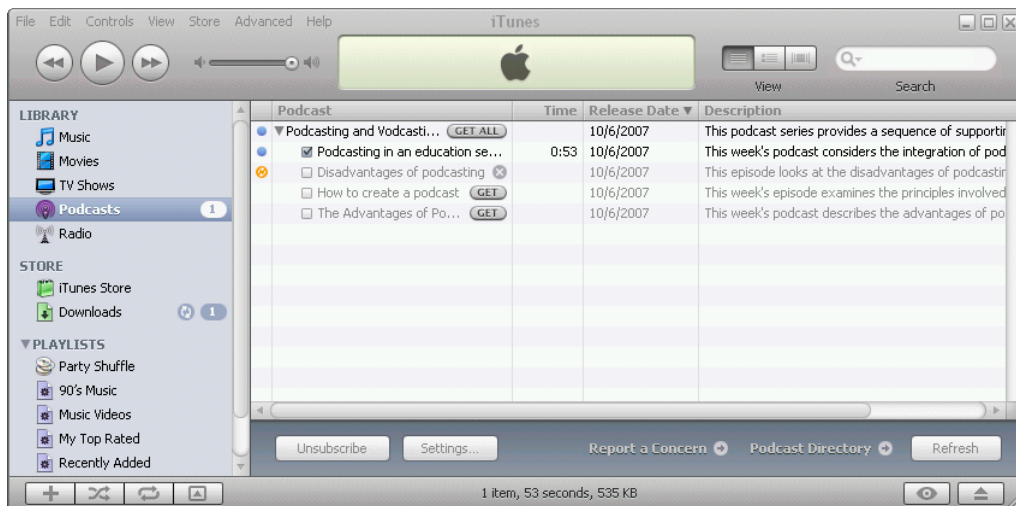 File Edit Controls View Store Advanced Help iTunes
View Search
LIBRARY
Music
Movies
TV Shows
Podcasts 1
Radio
STORE
iTunes Store
Downloads 1
PLAYLISTS
Party Shuffle
90's Music
Music Videos
My Top Rated
Recently Added
Podcast Time Release Date Description
Podcasting and Vodcasti... GET ALL 10/6/2007 This podcast series provides a sequence of supportin
Podcasting in an education se... 0:53 10/6/2007 This week's podcast considers the integration of pod
Disadvantages of podcasting 10/6/2007 This episode looks at the disadvantages of podcastin
How to create a podcast GET 10/6/2007 This week's episode examines the principles involved
The Advantages of Po... GET 10/6/2007 This week's podcast describes the advantages of po
Unsubscribe Settings... Report a Concern Podcast Directory Refresh
1 item, 53 seconds, 535 KB